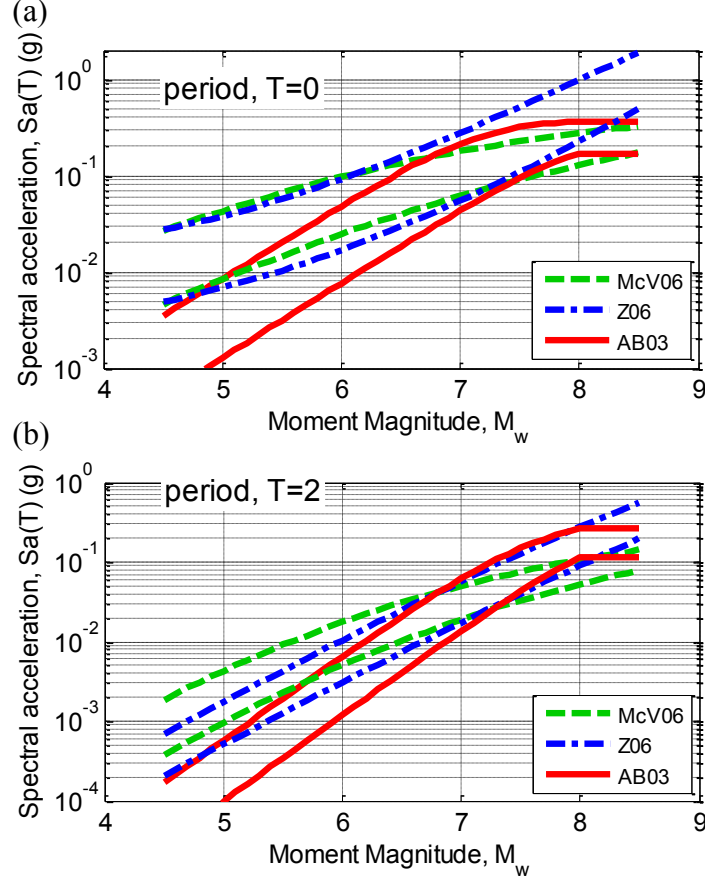 (a)
10^0
10^-1
10^-2
10^-3
Spectral acceleration, Sa(T) (g)
period, T=0
McV06
Z06
AB03
4 5 6 7 8 9
Moment Magnitude, M_w
(b)
10^0
10^-1
10^-2
10^-3
10^-4
Spectral acceleration, Sa(T) (g)
period, T=2
McV06
Z06
AB03
4 5 6 7 8 9
Moment Magnitude, M_w